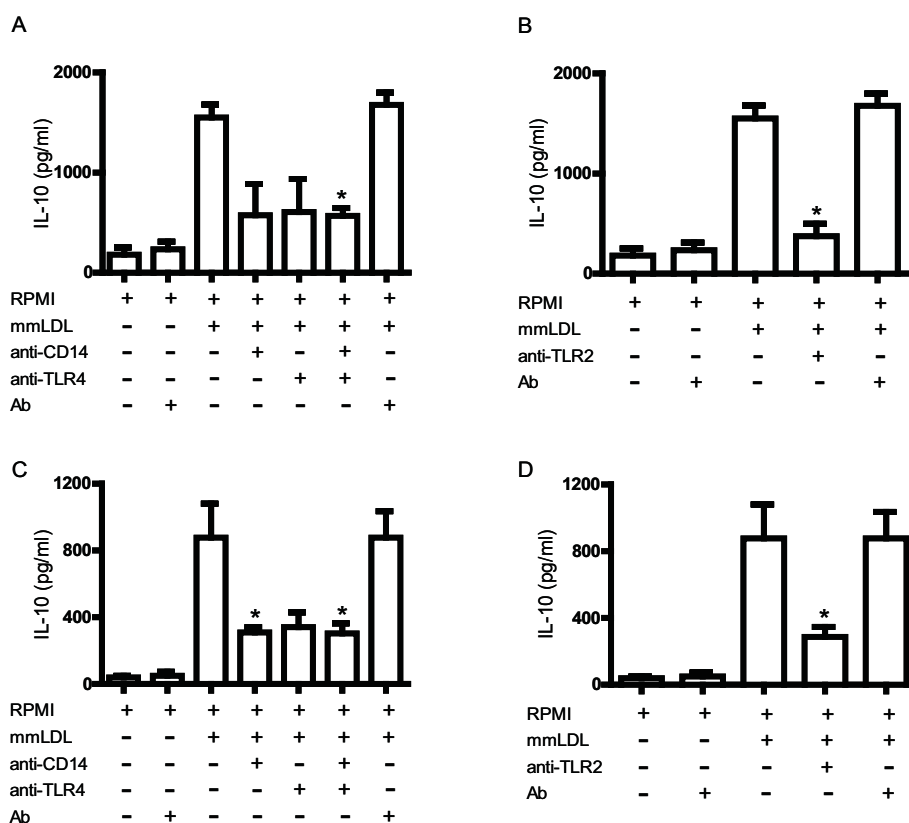 A
IL-10 (pg/ml)
2000
1000
0
*
RPMI + + + + + + +
mmLDL – – + + + + +
anti-CD14 – – – + – + –
anti-TLR4 – – – – + + –
Ab – + – – – – +
B
IL-10 (pg/ml)
2000
1000
0
*
RPMI + + + + +
mmLDL – – + + +
anti-TLR2 – – – + –
Ab – + – – +
C
IL-10 (pg/ml)
1200
800
400
0
* *
RPMI + + + + + + +
mmLDL – – + + + + +
anti-CD14 – – – + – + –
anti-TLR4 – – – – + + –
Ab – + – – – – +
D
IL-10 (pg/ml)
1200
800
400
0
*
RPMI + + + + +
mmLDL – – + + +
anti-TLR2 – – – + –
Ab – + – – +